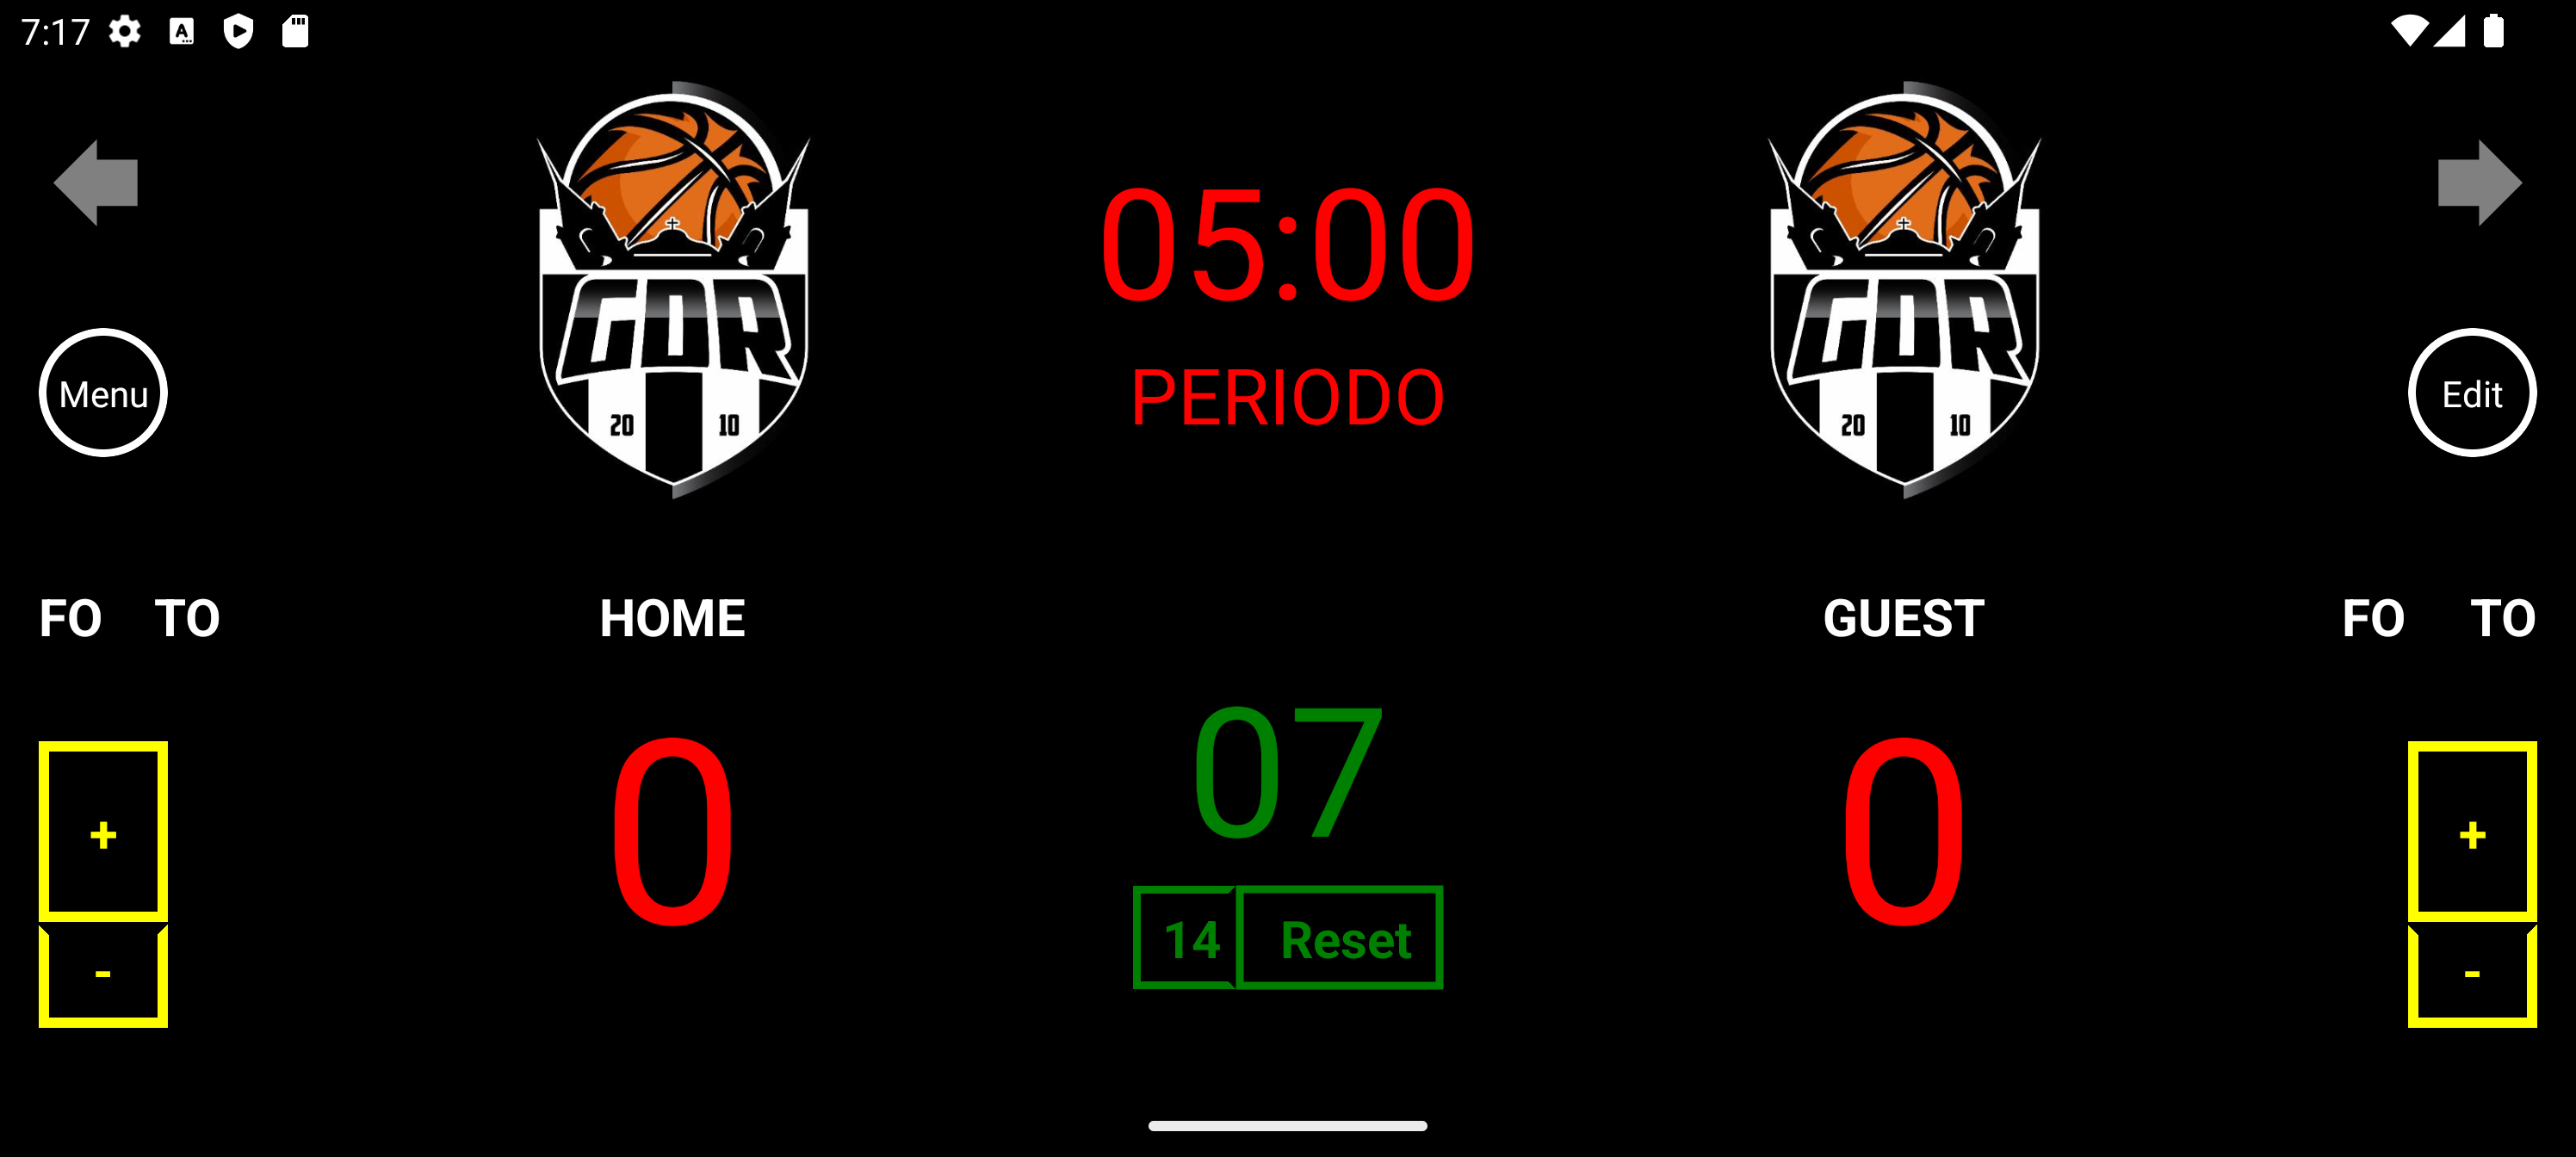 7:17
05:00
GDR
GDR
PERIODO
Menu
Edit
20 10
20 10
FO TO
HOME
GUEST
FO TO
07
0
0
+
+
14 Reset
-
-